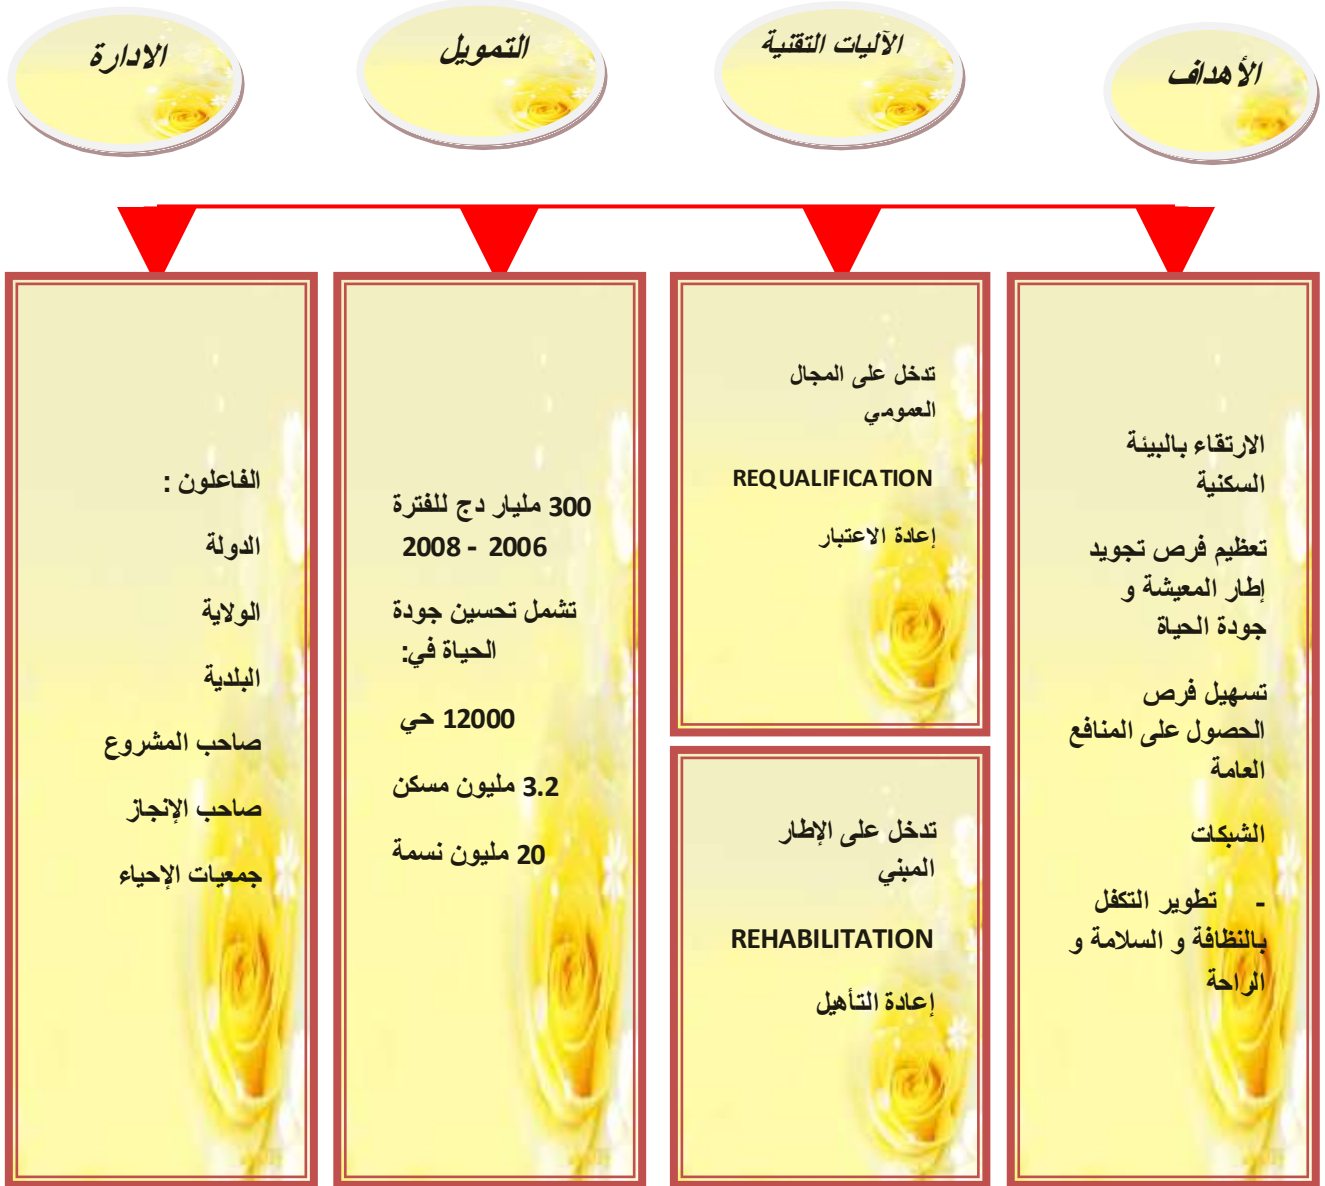 الأهداف
الآليات التقنية
التمويل
الادارة
الارتقاء بالبيئة
السكنية
تعظيم فرص تجويد
إطار المعيشة و
جودة الحياة
تسهيل فرص
الحصول على المنافع
العامة
الشبكات
- تطوير التكفل
بالنظافة و السلامة و
الراحة
تدخل على المجال
العمومي
REQUALIFICATION
إعادة الاعتبار
تدخل على الإطار
المبني
REHABILITATION
إعادة التأهيل
300 مليار دج للفترة
2006 - 2008
تشمل تحسين جودة
الحياة في:
12000 حي
3.2 مليون مسكن
20 مليون نسمة
الفاعلون :
الدولة
الولاية
البلدية
صاحب المشروع
صاحب الإنجاز
جمعيات الإحياء